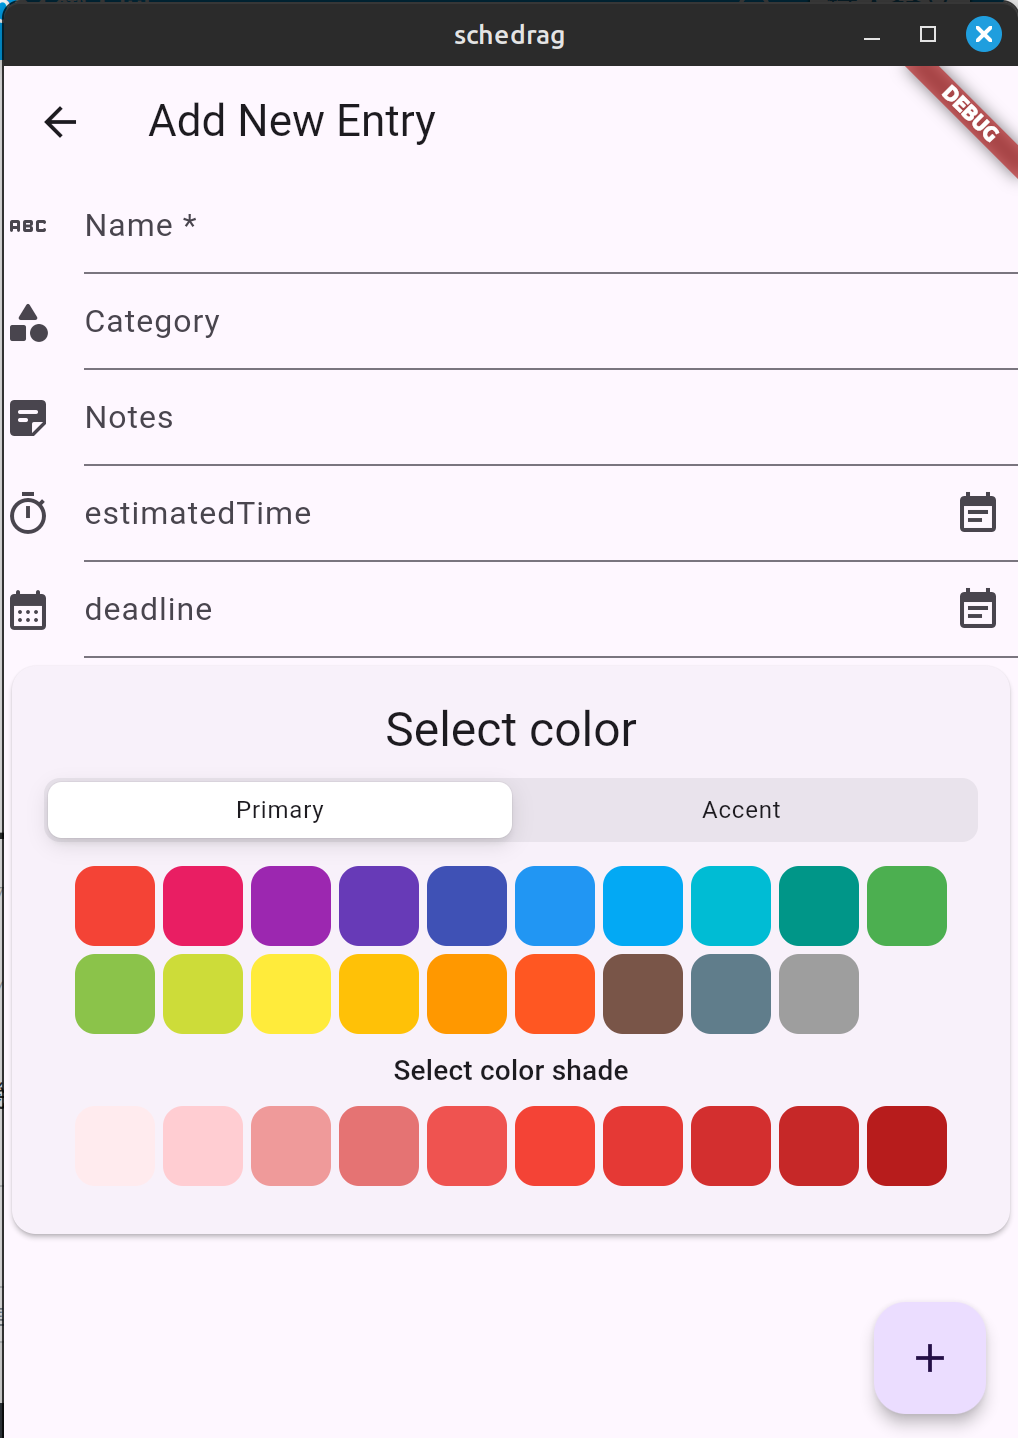 schedrag
Add New Entry
DEBUG
ABC
Name *
Category
Notes
estimatedTime
deadline
Select color
Primary
Accent
Select color shade